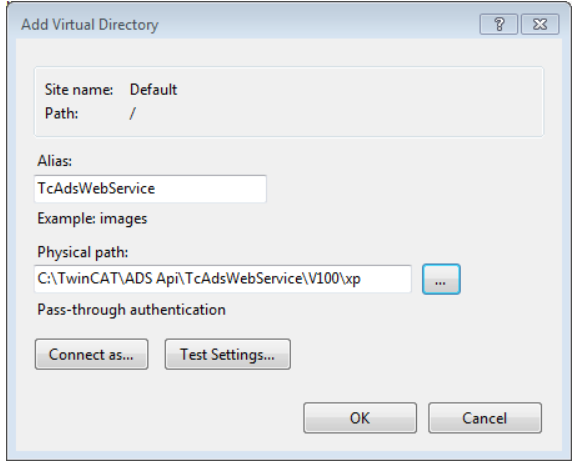 Add Virtual Directory
Site name: Default
Path: /
Alias:
TcAdsWebService
Example: images
Physical path:
C:\TwinCAT\ADS Api\TcAdsWebService\V100\xp
...
Pass-through authentication
Connect as... Test Settings...
OK Cancel